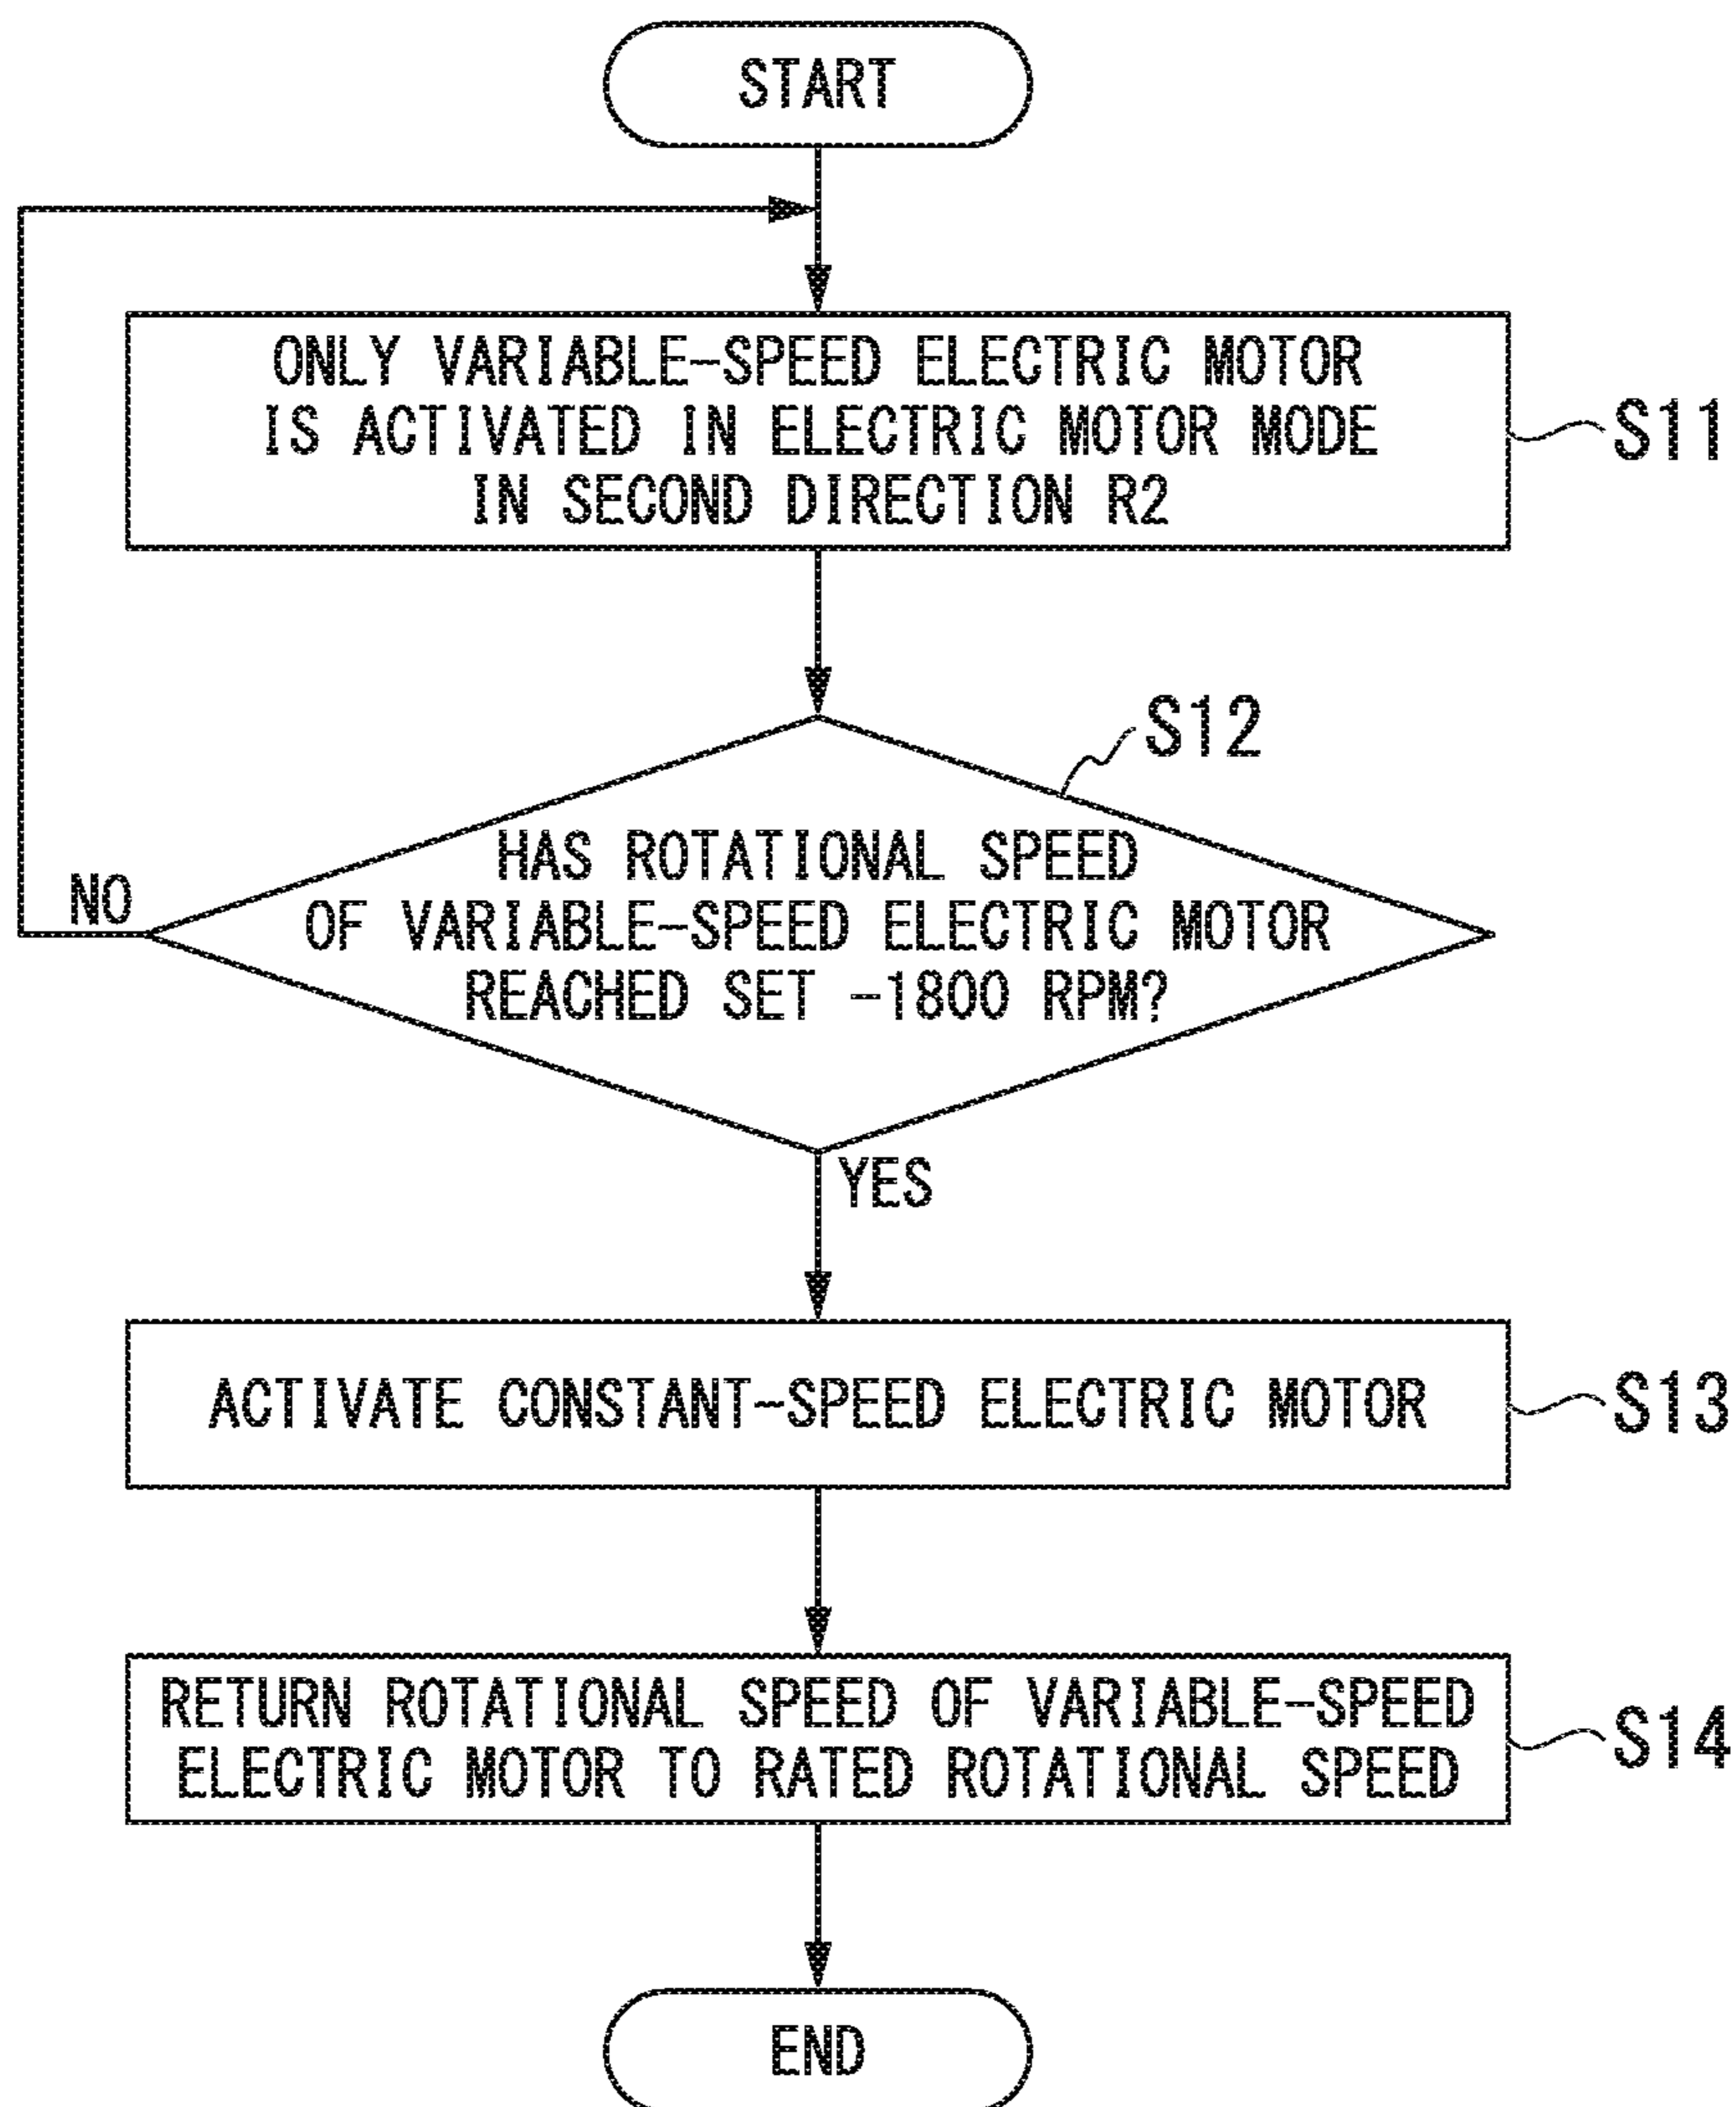 START
ONLY VARIABLE-SPEED ELECTRIC MOTOR
IS ACTIVATED IN ELECTRIC MOTOR MODE
IN SECOND DIRECTION R2
S11
S12
HAS ROTATIONAL SPEED
OF VARIABLE-SPEED ELECTRIC MOTOR
REACHED SET -1800 RPM?
NO
YES
ACTIVATE CONSTANT-SPEED ELECTRIC MOTOR
S13
RETURN ROTATIONAL SPEED OF VARIABLE-SPEED
ELECTRIC MOTOR TO RATED ROTATIONAL SPEED
S14
END